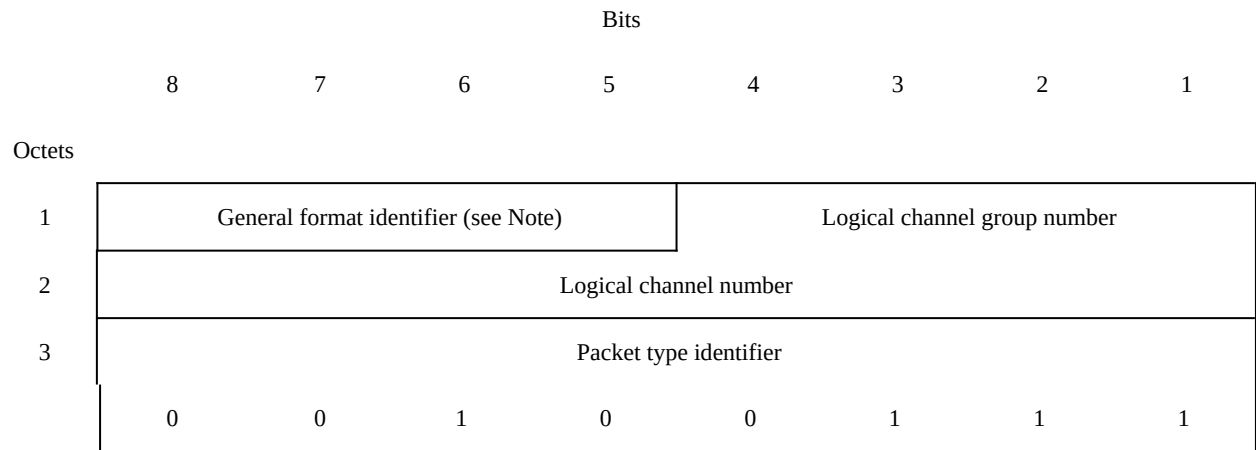 Bits
8 7 6 5 4 3 2 1
Octets
1 General format identifier (see Note) Logical channel group number
2 Logical channel number
3 Packet type identifier
0 0 1 0 0 1 1 1